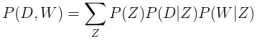 P(D, W) = \sum_{Z} P(Z)P(D|Z)P(W|Z)